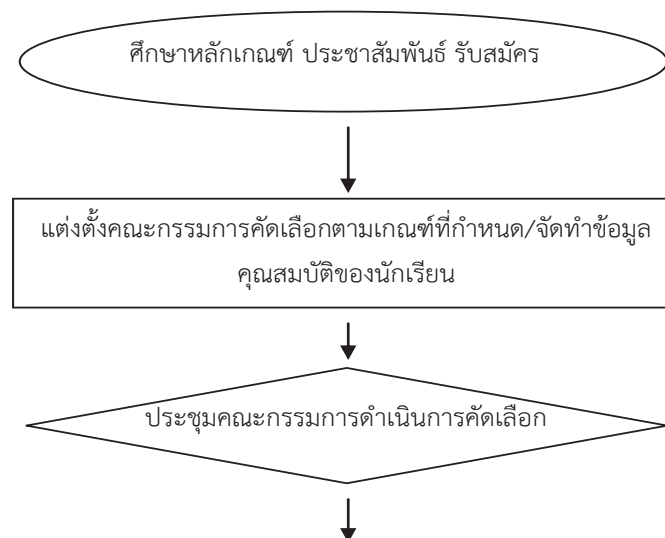 ศึกษาหลักเกณฑ์ ประชาสัมพันธ์ รับสมัคร
แต่งตั้งคณะกรรมการคัดเลือกตามเกณฑ์ที่กำหนด/จัดทำข้อมูล
คุณสมบัติของนักเรียน
ประชุมคณะกรรมการดำเนินการคัดเลือก